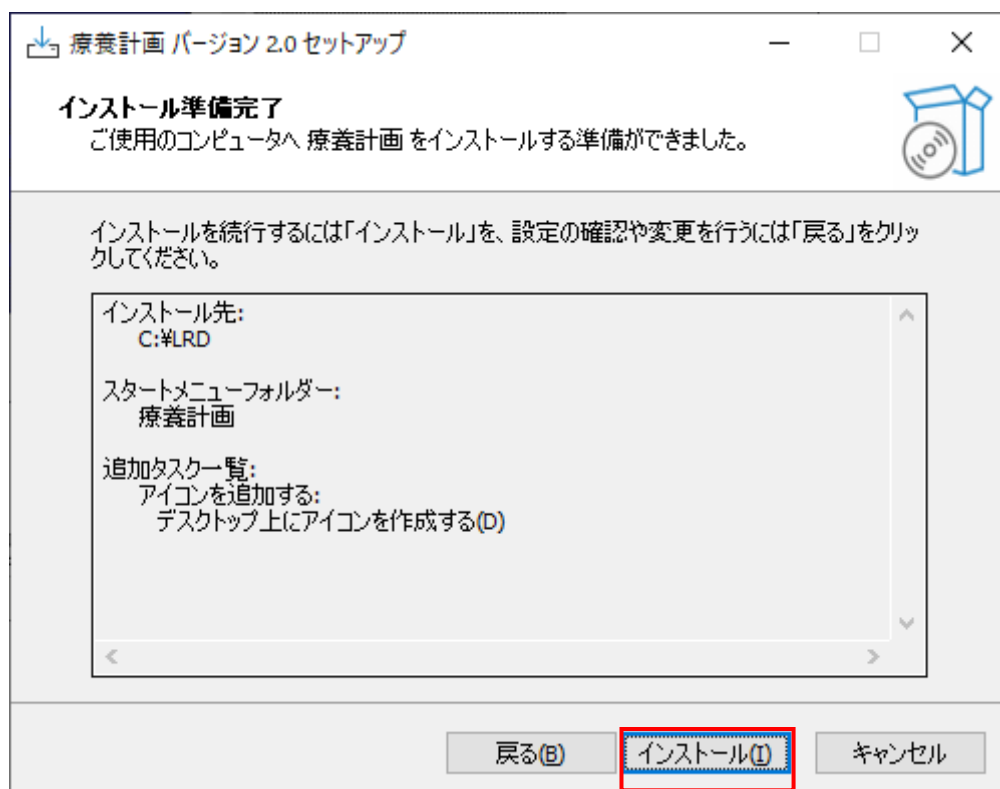 療養計画 バージョン 2.0 セットアップ
インストール準備完了
ご使用のコンピュータへ 療養計画 をインストールする準備ができました。
インストールを続行するには「インストール」を、設定の確認や変更を行うには「戻る」をクリッ
クしてください。
インストール先:
C:¥LRD
スタートメニューフォルダー:
療養計画
追加タスク一覧:
アイコンを追加する:
デスクトップ上にアイコンを作成する(D)
戻る(B)
インストール(I)
キャンセル